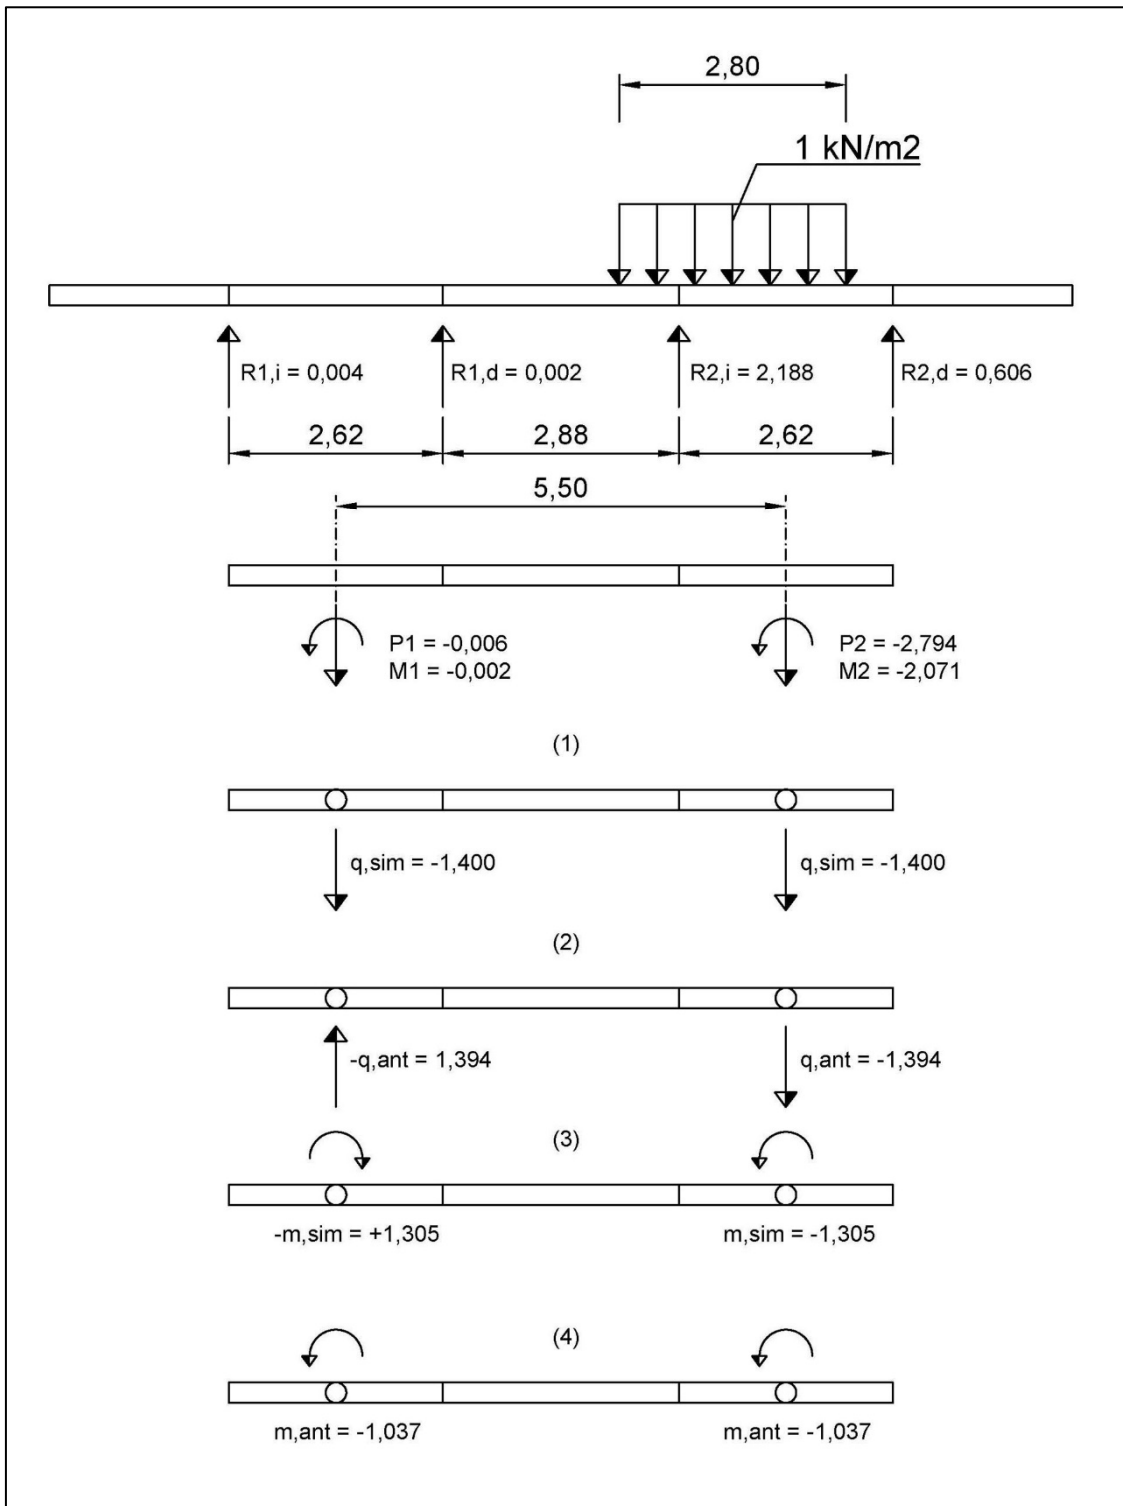 2,80
1 kN/m2
R1,i = 0,004
R1,d = 0,002
R2,i = 2,188
R2,d = 0,606
2,62
2,88
2,62
5,50
P1 = -0,006
M1 = -0,002
P2 = -2,794
M2 = -2,071
(1)
q,sim = -1,400
q,sim = -1,400
(2)
-q,ant = 1,394
q,ant = -1,394
(3)
-m,sim = +1,305
m,sim = -1,305
(4)
m,ant = -1,037
m,ant = -1,037